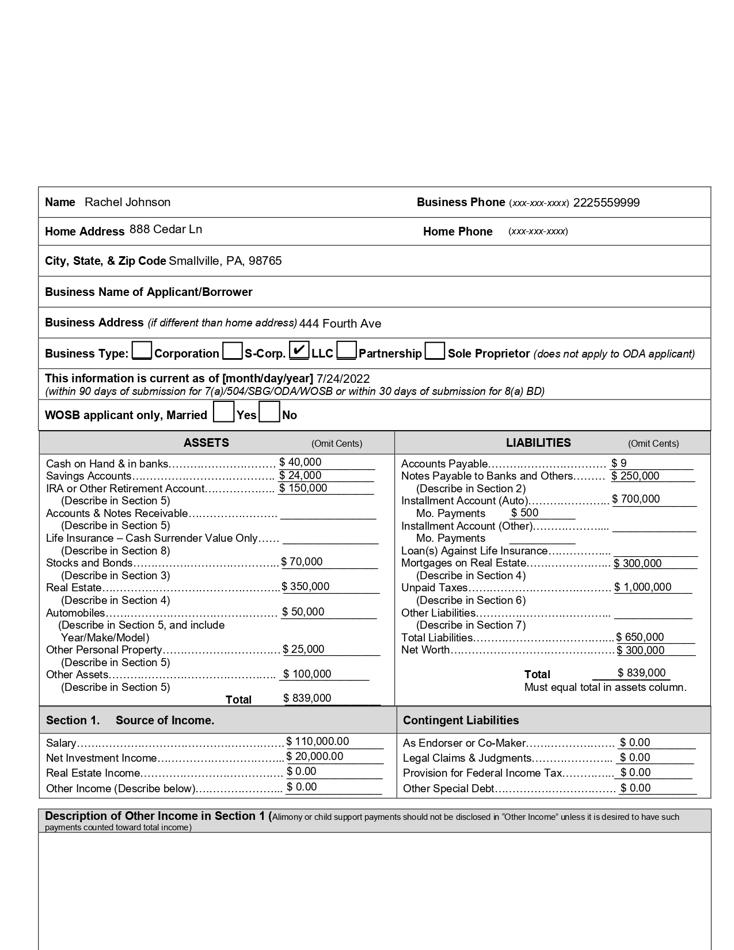 Name Rachel Johnson Business Phone (xxx-xxx-xxxx) 2225559999
Home Address 888 Cedar Ln Home Phone (xxx-xxx-xxxx)
City, State, & Zip Code Smallville, PA, 98765
Business Name of Applicant/Borrower
Business Address (if different than home address) 444 Fourth Ave
Business Type: Corporation S-Corp. ✔ LLC Partnership Sole Proprietor (does not apply to ODA applicant)
This information is current as of [month/day/year] 7/24/2022
(within 90 days of submission for 7(a)/504/SBG/ODA/WOSB or within 30 days of submission for 8(a) BD)
WOSB applicant only, Married Yes No
ASSETS (Omit Cents)
Cash on Hand & in banks $ 40,000
Savings Accounts $ 24,000
IRA or Other Retirement Account $ 150,000
(Describe in Section 5)
Accounts & Notes Receivable
(Describe in Section 5)
Life Insurance – Cash Surrender Value Only
(Describe in Section 8)
Stocks and Bonds $ 70,000
(Describe in Section 3)
Real Estate $ 350,000
(Describe in Section 4)
Automobiles $ 50,000
(Describe in Section 5, and include
Year/Make/Model)
Other Personal Property $ 25,000
(Describe in Section 5)
Other Assets $ 100,000
(Describe in Section 5)
Total $ 839,000
LIABILITIES (Omit Cents)
Accounts Payable $ 9
Notes Payable to Banks and Others $ 250,000
(Describe in Section 2)
Installment Account (Auto) $ 700,000
Mo. Payments $ 500
Installment Account (Other)
Mo. Payments
Loan(s) Against Life Insurance
Mortgages on Real Estate $ 300,000
(Describe in Section 4)
Unpaid Taxes $ 1,000,000
(Describe in Section 6)
Other Liabilities
(Describe in Section 7)
Total Liabilities $ 650,000
Net Worth $ 300,000
Total $ 839,000
Must equal total in assets column.
Section 1. Source of Income.
Salary $ 110,000.00
Net Investment Income $ 20,000.00
Real Estate Income $ 0.00
Other Income (Describe below) $ 0.00
Contingent Liabilities
As Endorser or Co-Maker $ 0.00
Legal Claims & Judgments $ 0.00
Provision for Federal Income Tax $ 0.00
Other Special Debt $ 0.00
Description of Other Income in Section 1 (Alimony or child support payments should not be disclosed in "Other Income" unless it is desired to have such
payments counted toward total income)